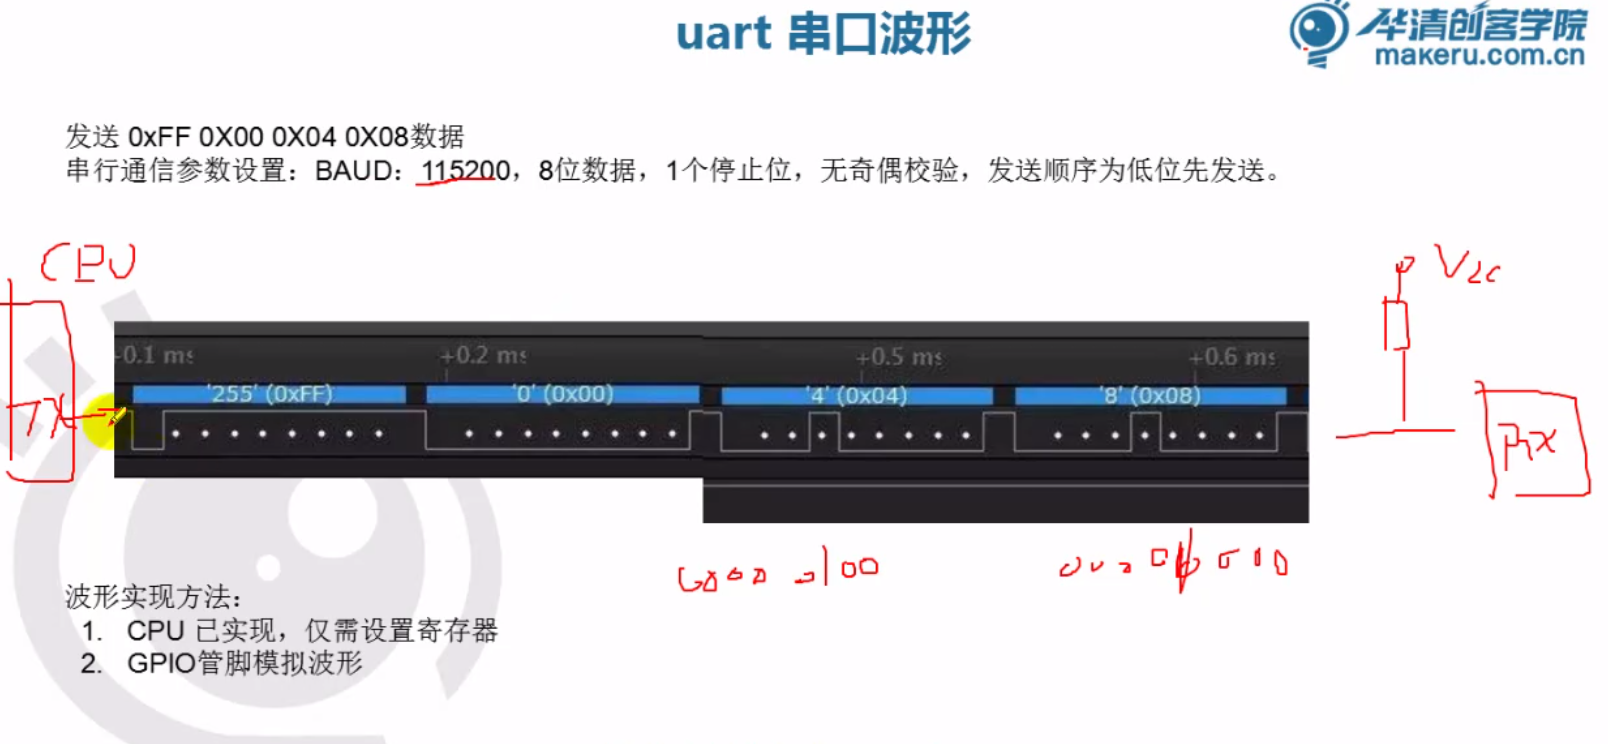 uart 串口波形
华清创客学院
makeru.com.cn
发送 0xFF 0X00 0X04 0X08数据
串行通信参数设置：BAUD：115200，8位数据，1个停止位，无奇偶校验，发送顺序为低位先发送。
CPU
Vcc
-0.1 ms +0.2 ms +0.5 ms +0.6 ms
'255' (0xFF) '0' (0x00) '4' (0x04) '8' (0x08)
TX
RX
波形实现方法：
1. CPU 已实现，仅需设置寄存器
2. GPIO管脚模拟波形